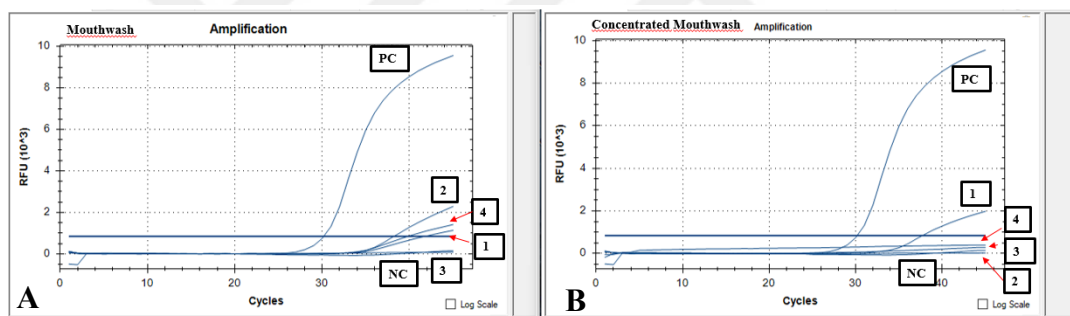 Mouthwash
Amplification
PC
RFU (10^3)
10
8
6
4
2
0
2
4
1
3
NC
0
10
20
30
Cycles
Log Scale
A
Concentrated Mouthwash
Amplification
PC
RFU (10^3)
10
8
6
4
2
0
1
4
3
2
NC
0
10
20
30
40
Cycles
Log Scale
B